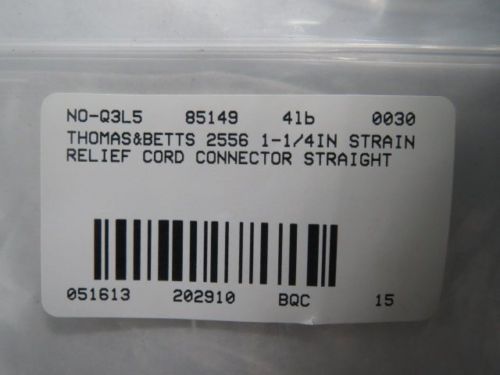 NO-Q3L5 85149 4lb 0030
THOMAS&BETTS 2556 1-1/4IN STRAIN
RELIEF CORD CONNECTOR STRAIGHT
051613 202910 BQC 15